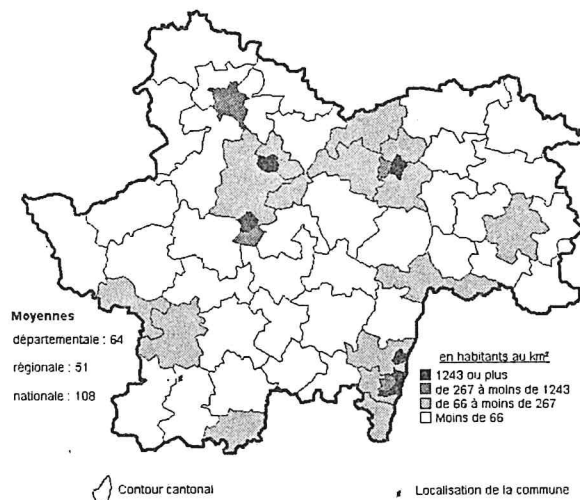 Moyennes
départementale : 64
régionale : 51
nationale : 108
en habitants au km²
1243 ou plus
de 267 à moins de 1243
de 66 à moins de 267
Moins de 66
Contour cantonal
Localisation de la commune